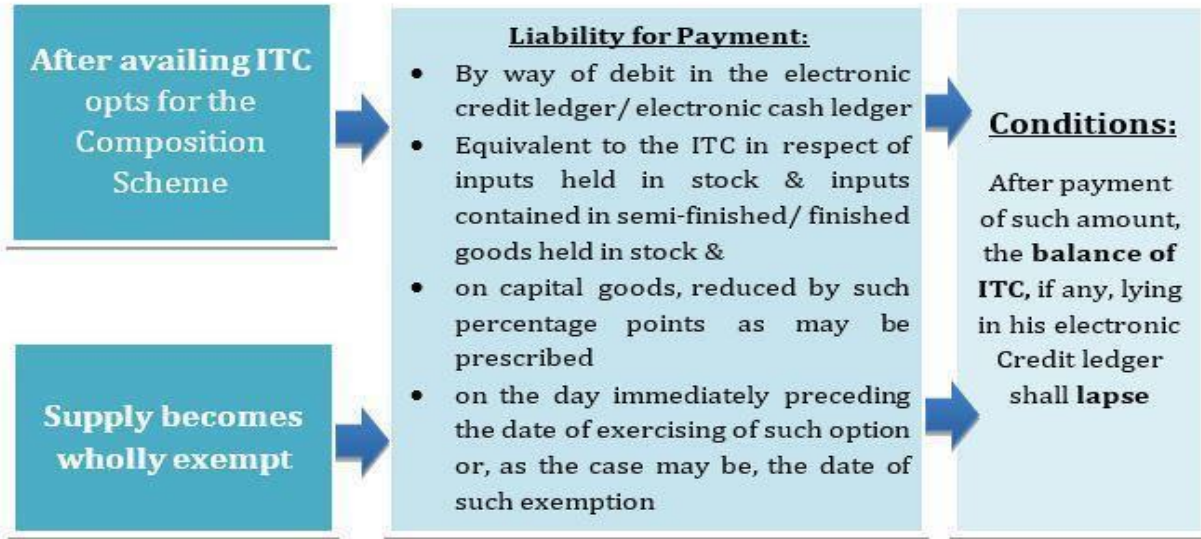 After availing ITC
opts for the
Composition
Scheme
Supply becomes
wholly exempt
Liability for Payment:
• By way of debit in the electronic
credit ledger/ electronic cash ledger
• Equivalent to the ITC in respect of
inputs held in stock & inputs
contained in semi-finished/ finished
goods held in stock &
• on capital goods, reduced by such
percentage points as may be
prescribed
• on the day immediately preceding
the date of exercising of such option
or, as the case may be, the date of
such exemption
Conditions:
After payment
of such amount,
the balance of
ITC, if any, lying
in his electronic
Credit ledger
shall lapse